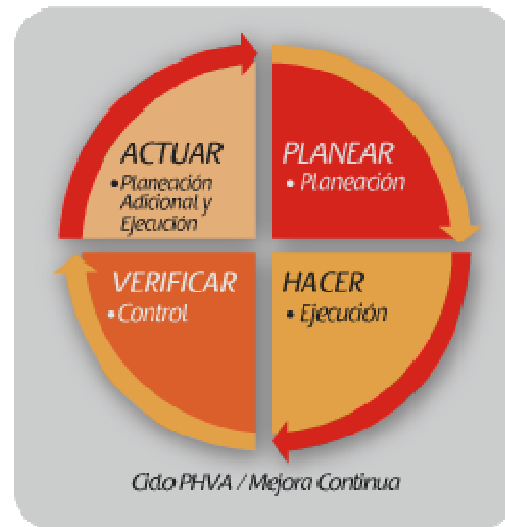 ACTUAR
•Planeación
Adicional y
Ejecución
PLANEAR
• Planeación
VERIFICAR
•Control
HACER
• Ejecución
Ciclo PHVA / Mejora Continua